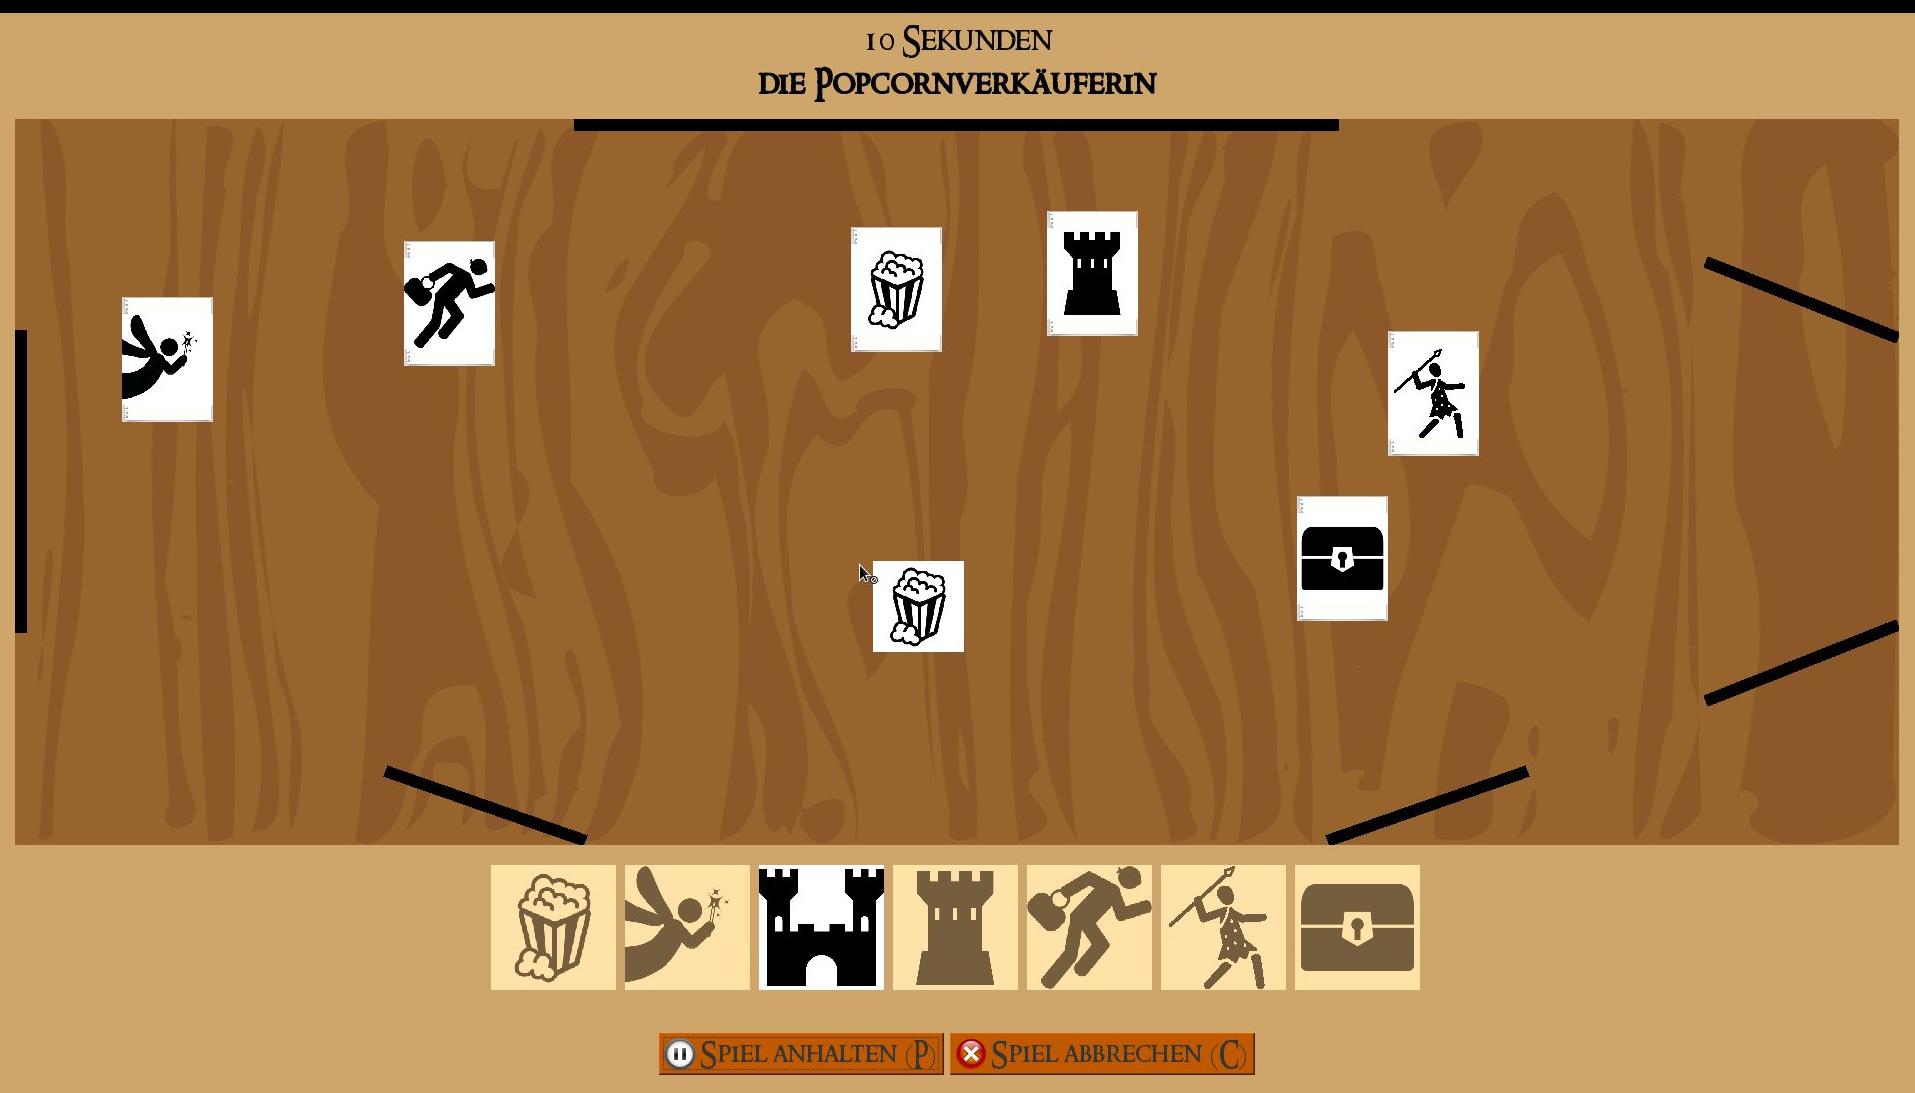 10 Sekunden
die Popcornverkäuferin
Spiel anhalten (P)
Spiel abbrechen (C)